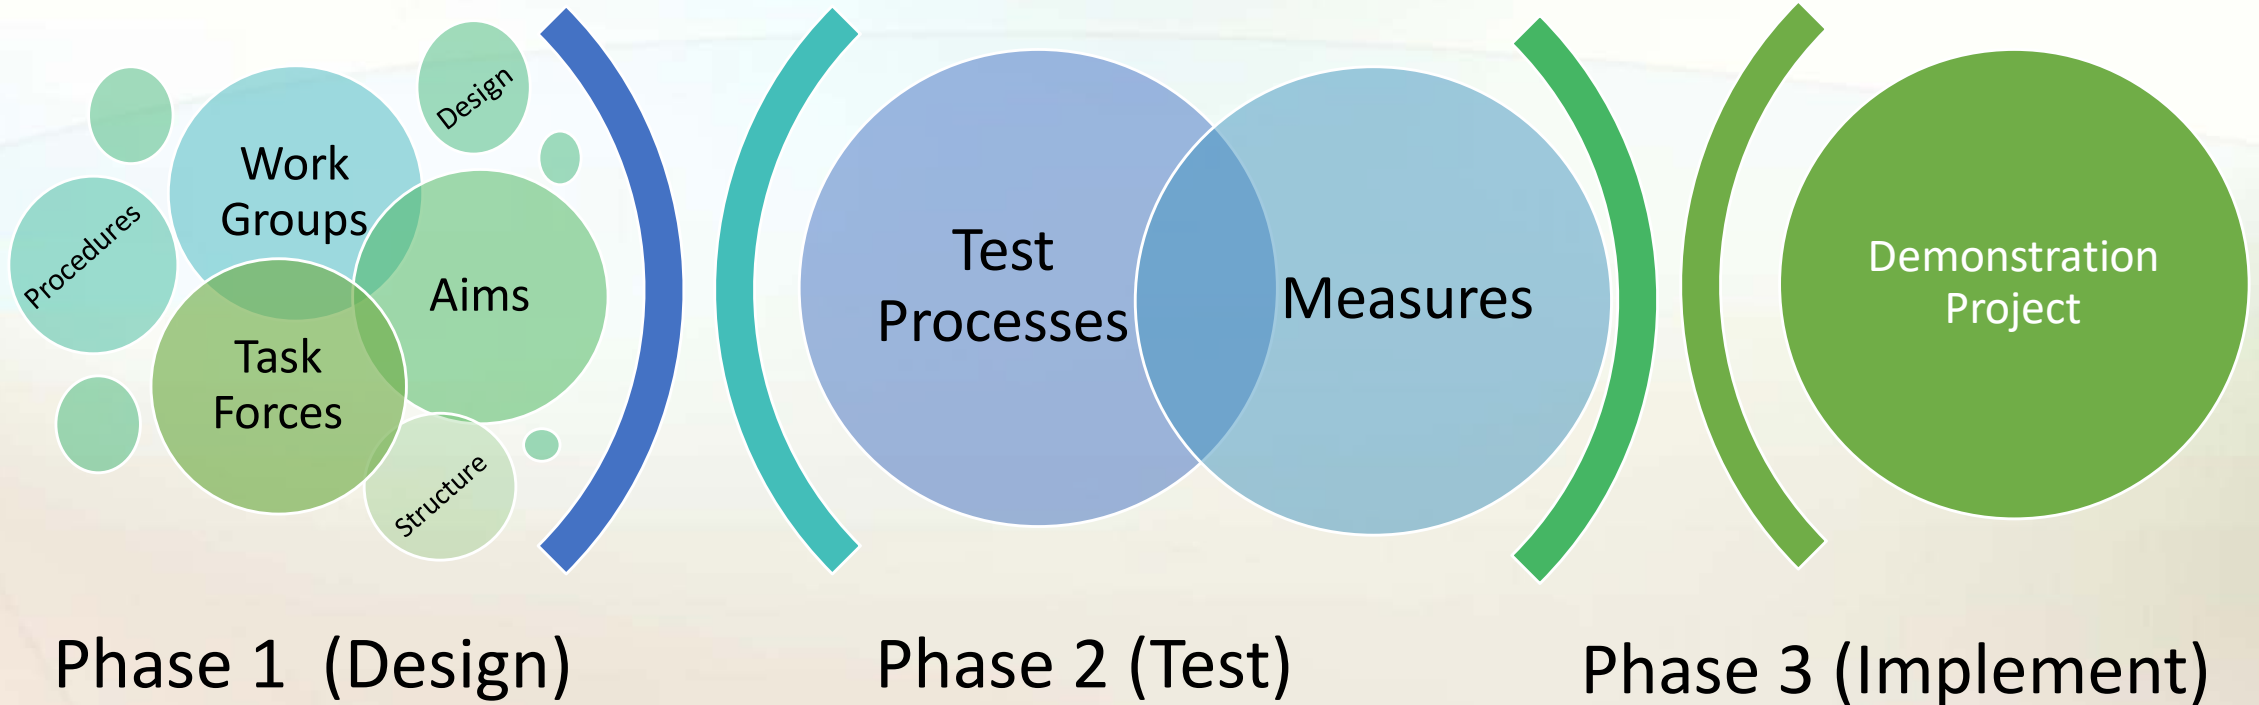 Design
Work
Groups
Procedures
Aims
Task
Forces
Structure
Test
Processes
Measures
Demonstration
Project
Phase 1  (Design)
Phase 2 (Test)
Phase 3 (Implement)